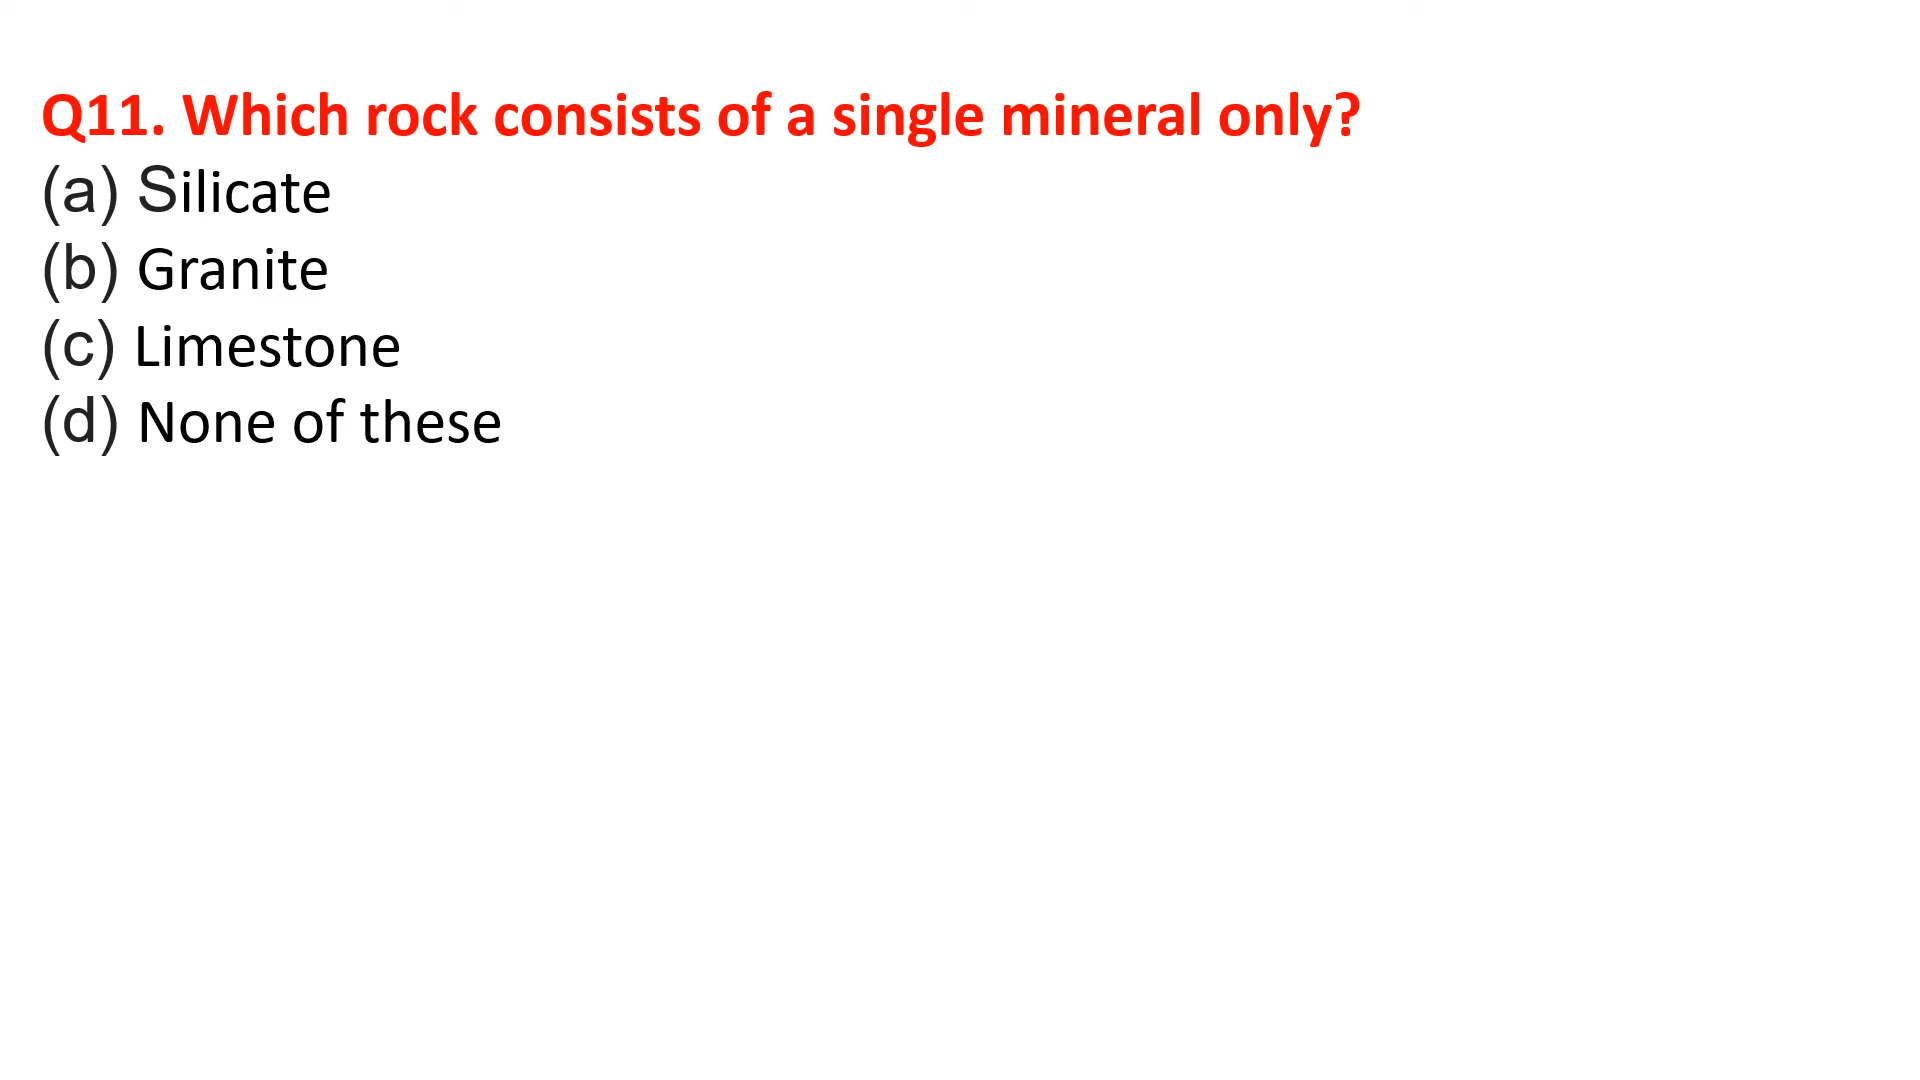 Q11. Which rock consists of a single mineral only?
(a) Silicate
(b) Granite
(c) Limestone
(d) None of these